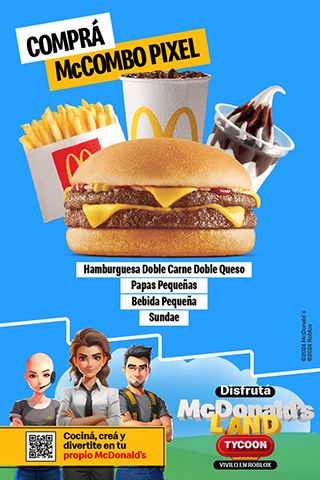 COMPRÁ
McCOMBO PIXEL
Hamburguesa Doble Carne Doble Queso
Papas Pequeñas
Bebida Pequeña
Sundae
©2024 McDonald's
©2024 Roblox
Disfrutá
McDonald's
LAND
TYCOON
VIVILO EN ROBLOX
Cociná, creá y
divertite en tu
propio McDonald's